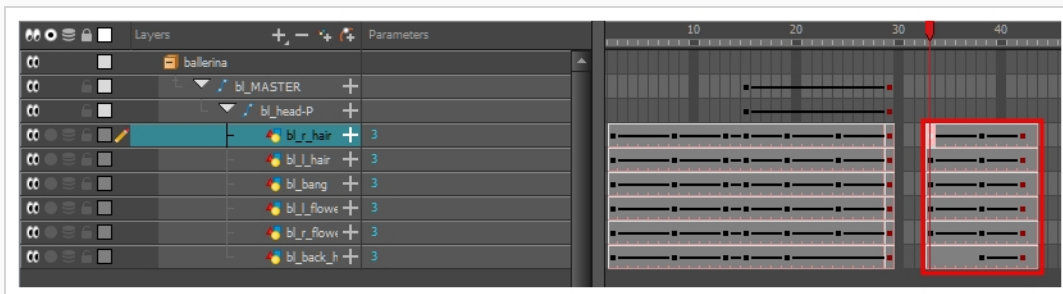 Layers Parameters 10 20 30 40
ballerina
bl_MASTER
bl_head-P
bl_r_hair 3
bl_l_hair 3
bl_bang 3
bl_l_flowe 3
bl_r_flowe 3
bl_back_h 3